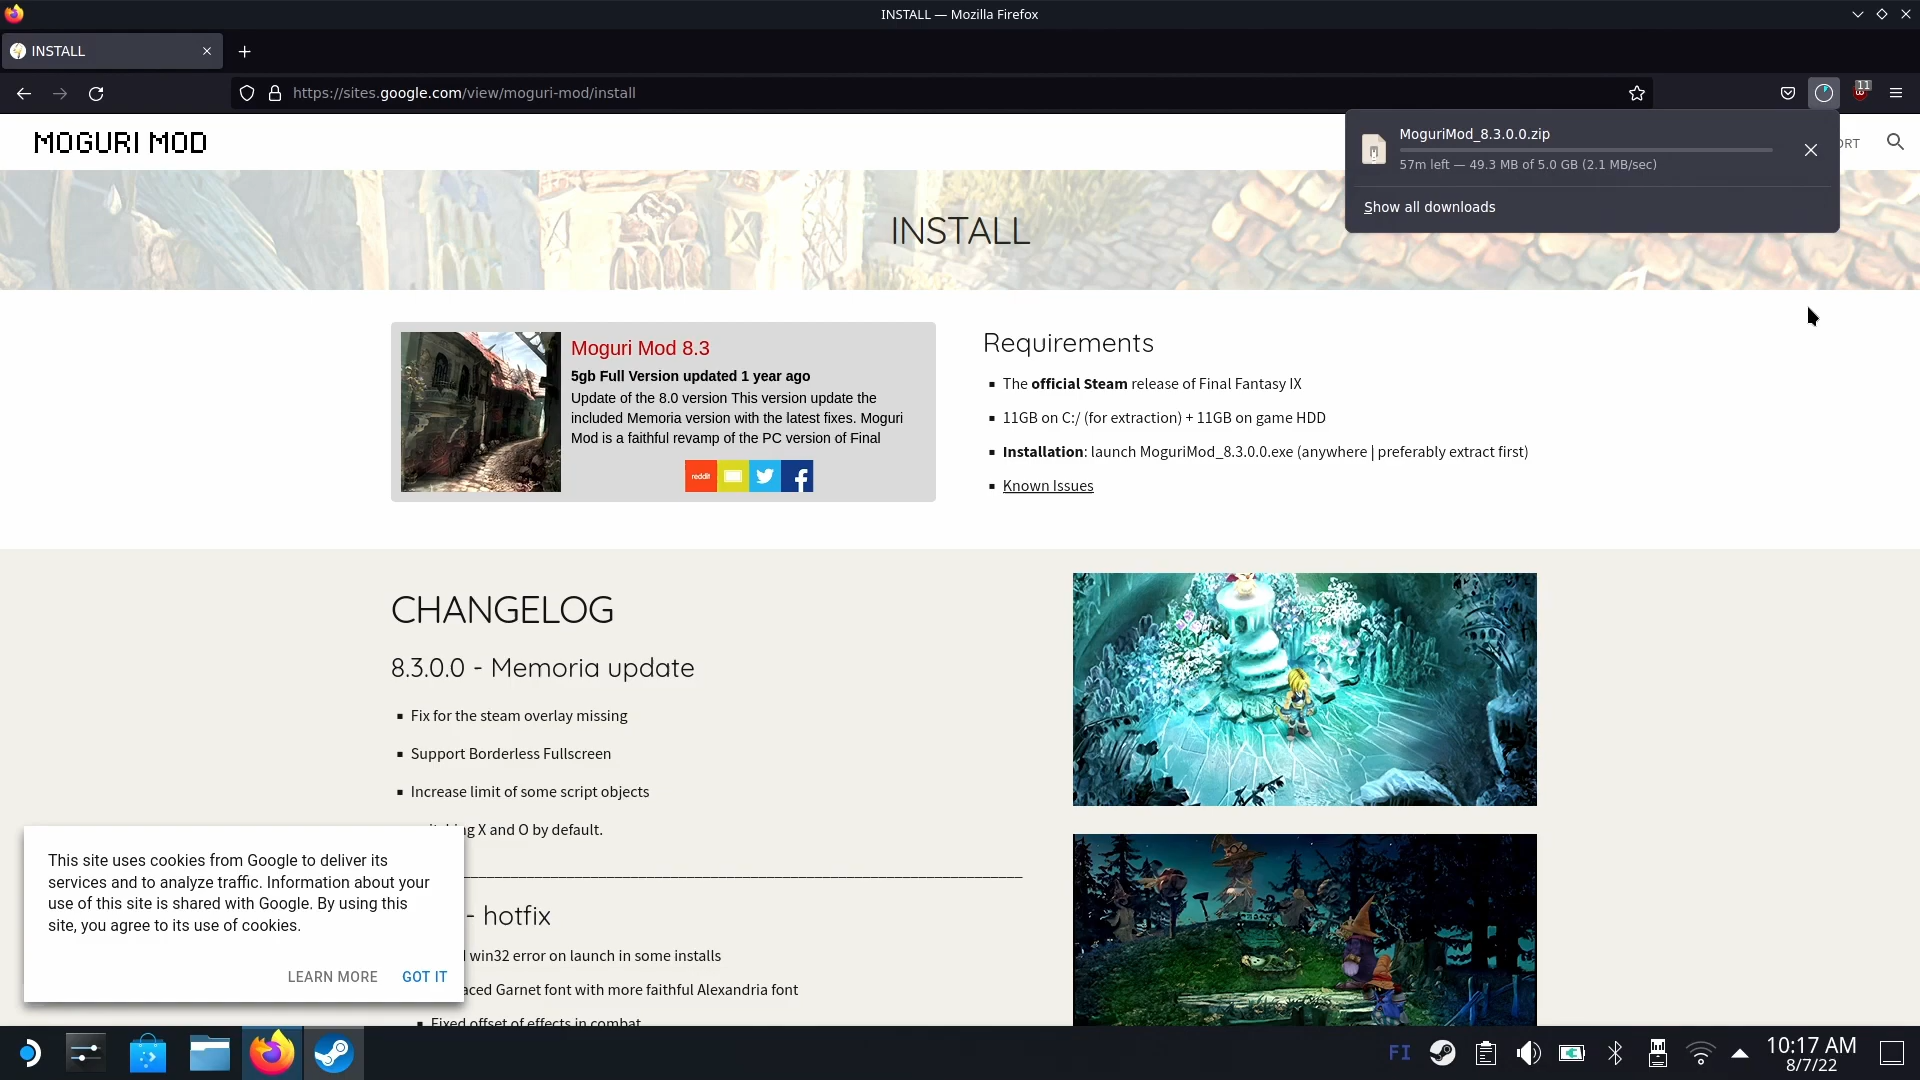 INSTALL — Mozilla Firefox
INSTALL
https://sites.google.com/view/moguri-mod/install
11
MOGURI MOD
MoguriMod_8.3.0.0.zip
57m left — 49.3 MB of 5.0 GB (2.1 MB/sec)
Show all downloads
INSTALL
Moguri Mod 8.3
5gb Full Version updated 1 year ago
Update of the 8.0 version This version update the
included Memoria version with the latest fixes. Moguri
Mod is a faithful revamp of the PC version of Final
reddit
Requirements
The official Steam release of Final Fantasy IX
11GB on C:/ (for extraction) + 11GB on game HDD
Installation: launch MoguriMod_8.3.0.0.exe (anywhere | preferably extract first)
Known Issues
CHANGELOG
8.3.0.0 - Memoria update
Fix for the steam overlay missing
Support Borderless Fullscreen
Increase limit of some script objects
X and O by default.
- hotfix
win32 error on launch in some installs
Garnet font with more faithful Alexandria font
Fixed offset of effects in combat
This site uses cookies from Google to deliver its
services and to analyze traffic. Information about your
use of this site is shared with Google. By using this
site, you agree to its use of cookies.
LEARN MORE GOT IT
FI
10:17 AM
8/7/22